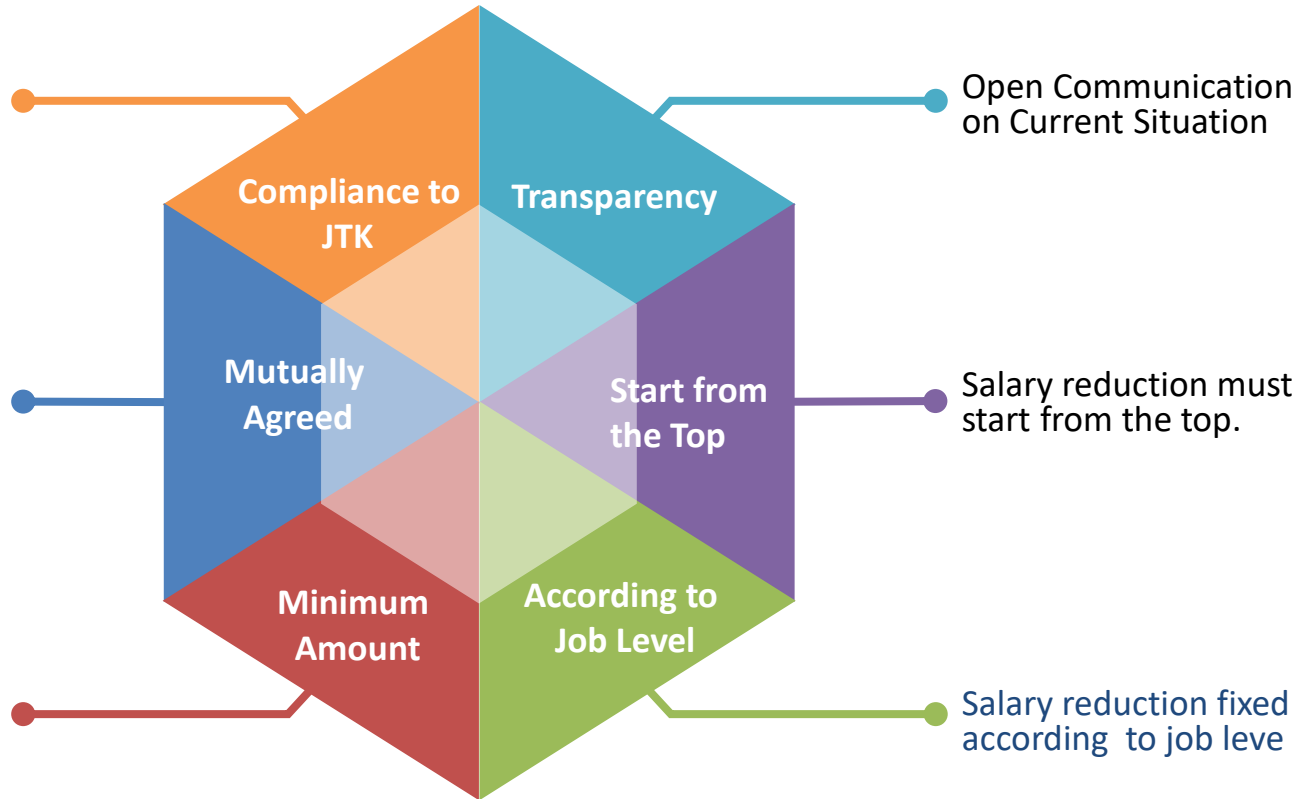 Compliance to
JTK
Transparency
Open Communication
on Current Situation
Mutually
Agreed
Start from
the Top
Salary reduction must
start from the top.
Minimum
Amount
According to
Job Level
Salary reduction fixed
according  to job leve